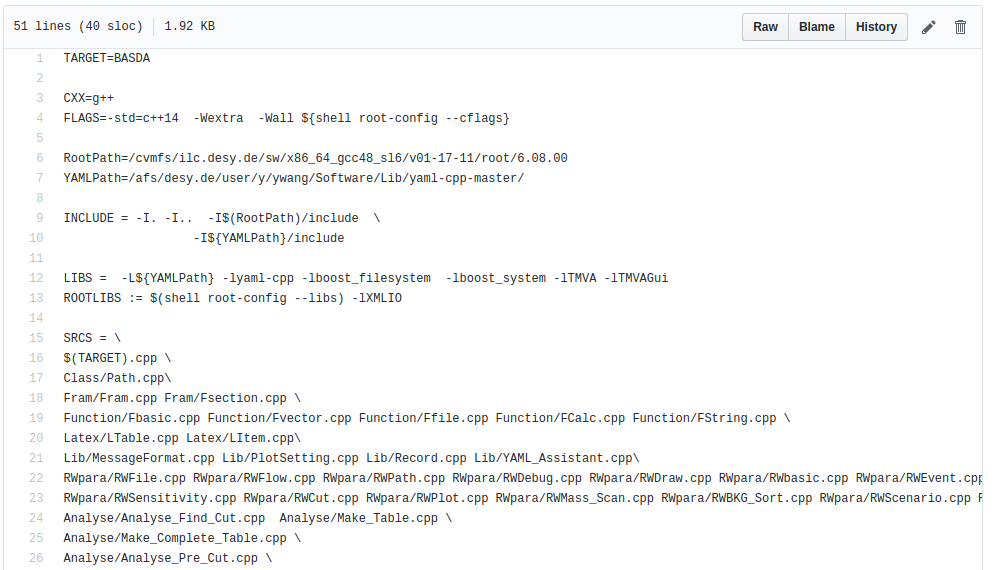 51 lines (40 sloc) 1.92 KB Raw Blame History
1 TARGET=BASDA
2
3 CXX=g++
4 FLAGS=-std=c++14  -Wextra  -Wall ${shell root-config --cflags}
5
6 RootPath=/cvmfs/ilc.desy.de/sw/x86_64_gcc48_sl6/v01-17-11/root/6.08.00
7 YAMLPath=/afs/desy.de/user/y/ywang/Software/Lib/yaml-cpp-master/
8
9 INCLUDE = -I. -I..  -I$(RootPath)/include  \
10                   -I${YAMLPath}/include
11
12 LIBS =  -L${YAMLPath} -lyaml-cpp -lboost_filesystem  -lboost_system -lTMVA -lTMVAGui
13 ROOTLIBS := $(shell root-config --libs) -lXMLIO
14
15 SRCS = \
16 $(TARGET).cpp \
17 Class/Path.cpp\
18 Fram/Fram.cpp Fram/Fsection.cpp \
19 Function/Fbasic.cpp Function/Fvector.cpp Function/Ffile.cpp Function/FCalc.cpp Function/FString.cpp \
20 Latex/LTable.cpp Latex/LItem.cpp\
21 Lib/MessageFormat.cpp Lib/PlotSetting.cpp Lib/Record.cpp Lib/YAML_Assistant.cpp\
22 RWpara/RWFile.cpp RWpara/RWFlow.cpp RWpara/RWPath.cpp RWpara/RWDebug.cpp RWpara/RWDraw.cpp RWpara/RWbasic.cpp RWpara/RWEvent.cpp
23 RWpara/RWSensitivity.cpp RWpara/RWCut.cpp RWpara/RWPlot.cpp RWpara/RWMass_Scan.cpp RWpara/RWBKG_Sort.cpp RWpara/RWScenario.cpp
24 Analyse/Analyse_Find_Cut.cpp  Analyse/Make_Table.cpp \
25 Analyse/Make_Complete_Table.cpp \
26 Analyse/Analyse_Pre_Cut.cpp \